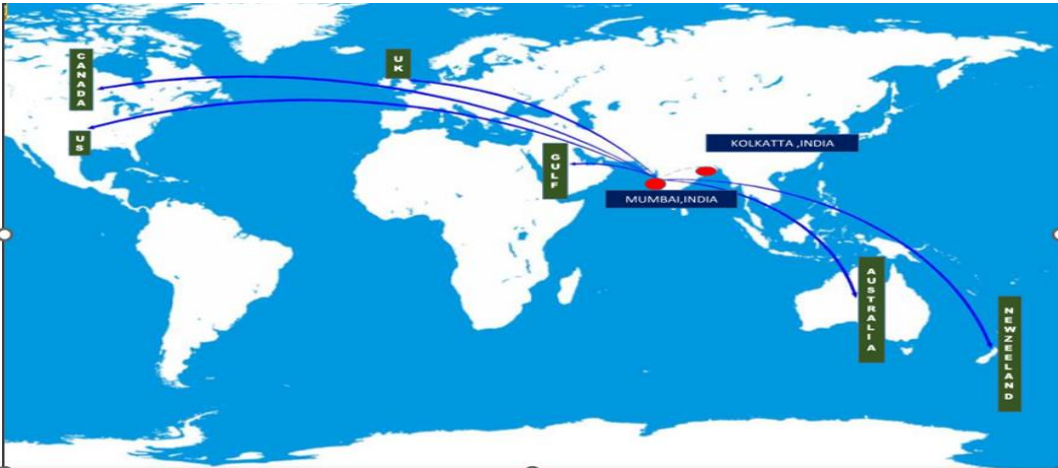 CANADA
UK
US
KOLKATTA ,INDIA
GULF
MUMBAI,INDIA
AUSTRALIA
NEWZEELAND